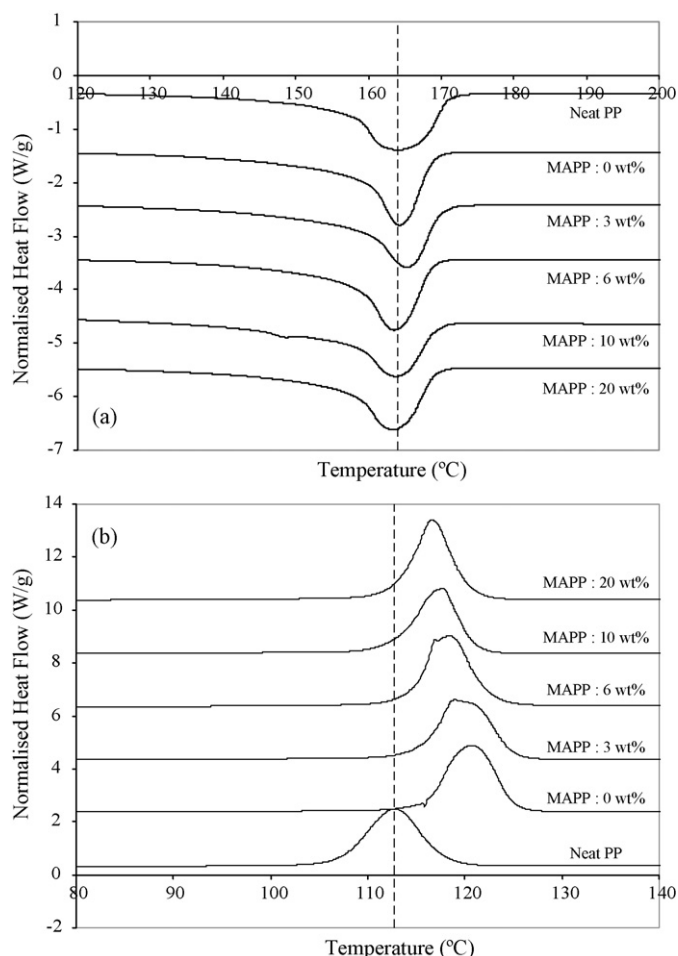 1
0
120 130 140 150 160 170 180 190 200
Neat PP
-1
MAPP : 0 wt%
-2
MAPP : 3 wt%
-3
MAPP : 6 wt%
-4
-5
MAPP : 10 wt%
-6
MAPP : 20 wt%
(a)
-7
Normalised Heat Flow (W/g)
Temperature (ºC)
14
(b)
12
MAPP : 20 wt%
10
MAPP : 10 wt%
8
MAPP : 6 wt%
6
MAPP : 3 wt%
4
MAPP : 0 wt%
2
Neat PP
0
80 90 100 110 120 130 140
-2
Normalised Heat Flow (W/g)
Temperature (ºC)